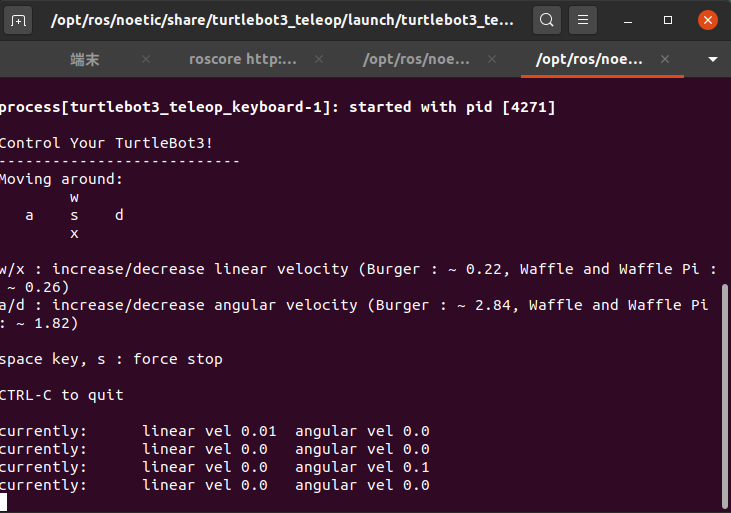 /opt/ros/noetic/share/turtlebot3_teleop/launch/turtlebot3_te...
端末 roscore http:... /opt/ros/noe... /opt/ros/noe...
process[turtlebot3_teleop_keyboard-1]: started with pid [4271]
Control Your TurtleBot3!
---------------------------
Moving around:
w
a s d
x
w/x : increase/decrease linear velocity (Burger : ~ 0.22, Waffle and Waffle Pi :
~ 0.26)
a/d : increase/decrease angular velocity (Burger : ~ 2.84, Waffle and Waffle Pi
: ~ 1.82)
space key, s : force stop
CTRL-C to quit
currently: linear vel 0.01 angular vel 0.0
currently: linear vel 0.0 angular vel 0.0
currently: linear vel 0.0 angular vel 0.1
currently: linear vel 0.0 angular vel 0.0